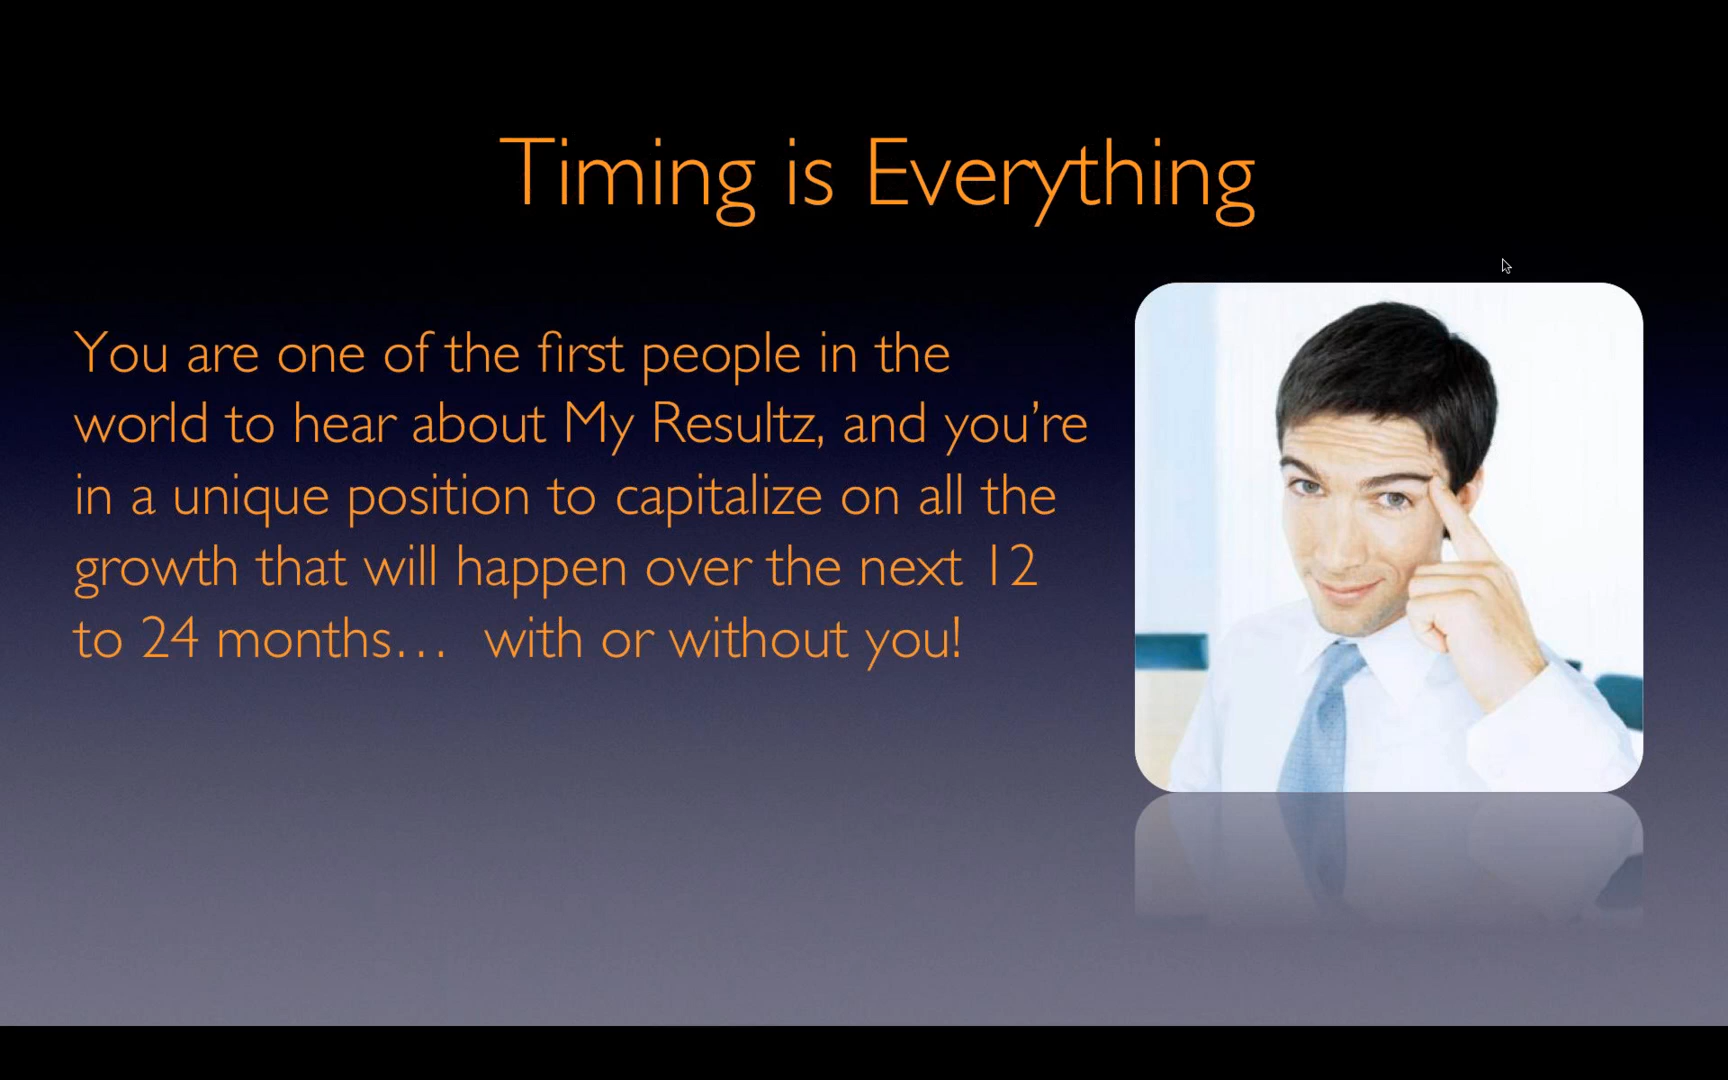 Timing is Everything
You are one of the first people in the
world to hear about My Resultz, and you’re
in a unique position to capitalize on all the
growth that will happen over the next 12
to 24 months…  with or without you!